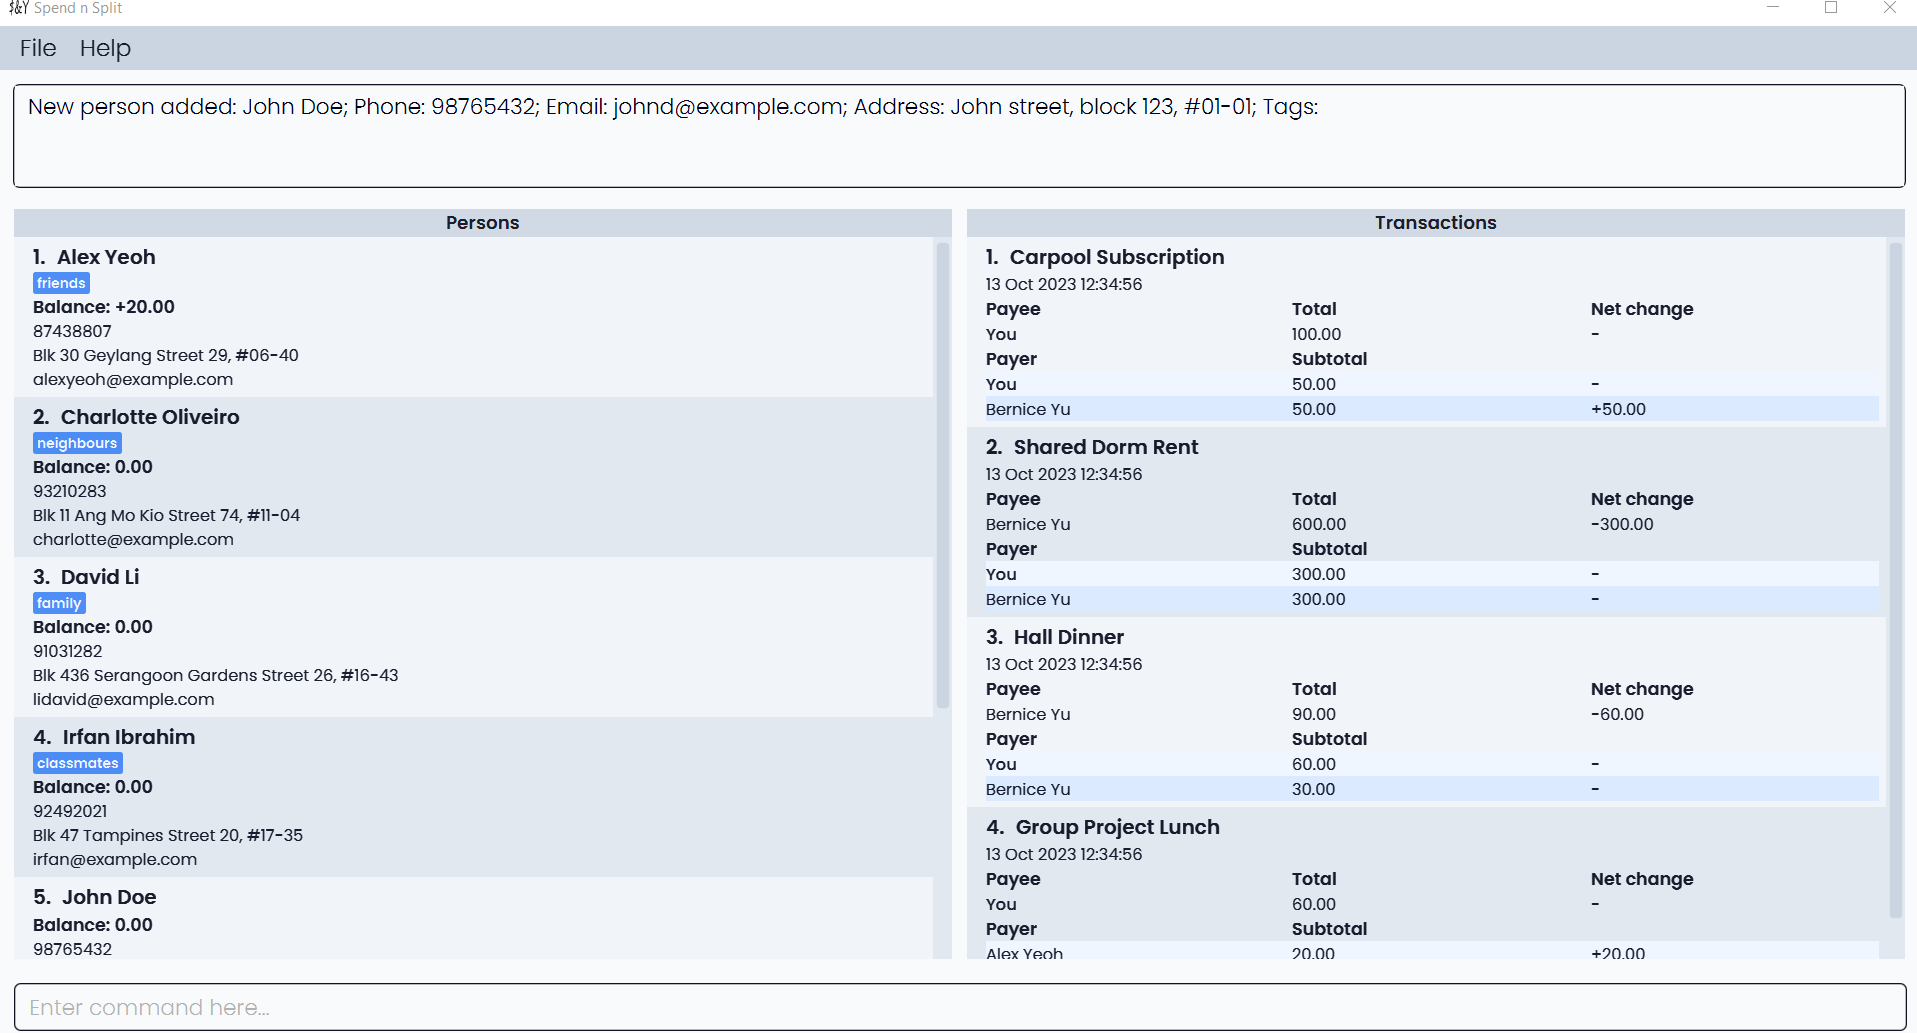 $&Y Spend n Split
File Help
New person added: John Doe; Phone: 98765432; Email: johnd@example.com; Address: John street, block 123, #01-01; Tags:
Persons
1. Alex Yeoh
friends
Balance: +20.00
87438807
Blk 30 Geylang Street 29, #06-40
alexyeoh@example.com
2. Charlotte Oliveiro
neighbours
Balance: 0.00
93210283
Blk 11 Ang Mo Kio Street 74, #11-04
charlotte@example.com
3. David Li
family
Balance: 0.00
91031282
Blk 436 Serangoon Gardens Street 26, #16-43
lidavid@example.com
4. Irfan Ibrahim
classmates
Balance: 0.00
92492021
Blk 47 Tampines Street 20, #17-35
irfan@example.com
5. John Doe
Balance: 0.00
98765432
Transactions
1. Carpool Subscription
13 Oct 2023 12:34:56
Payee Total Net change
You 100.00 -
Payer Subtotal
You 50.00 -
Bernice Yu 50.00 +50.00
2. Shared Dorm Rent
13 Oct 2023 12:34:56
Payee Total Net change
Bernice Yu 600.00 -300.00
Payer Subtotal
You 300.00 -
Bernice Yu 300.00 -
3. Hall Dinner
13 Oct 2023 12:34:56
Payee Total Net change
Bernice Yu 90.00 -60.00
Payer Subtotal
You 60.00 -
Bernice Yu 30.00 -
4. Group Project Lunch
13 Oct 2023 12:34:56
Payee Total Net change
You 60.00 -
Payer Subtotal
Alex Yeoh 20.00 +20.00
Enter command here...